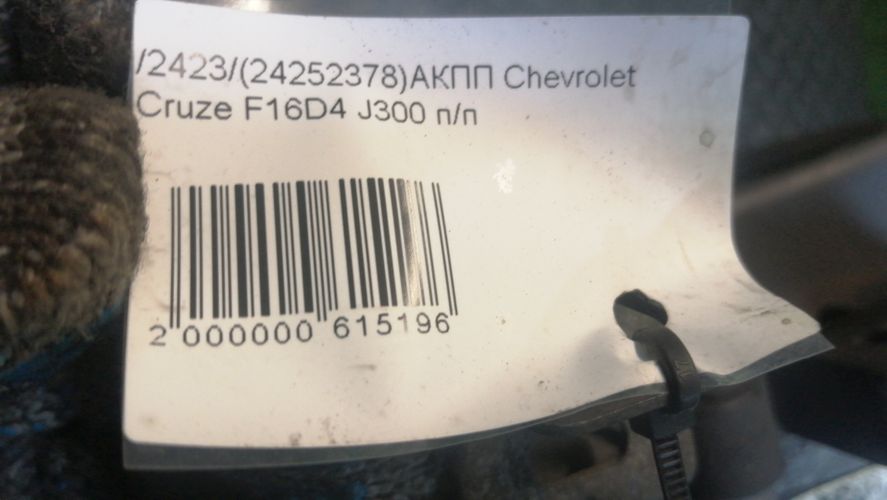 /2423/(24252378)АКПП Chevrolet
Cruze F16D4 J300 п/п
2 000000 615196